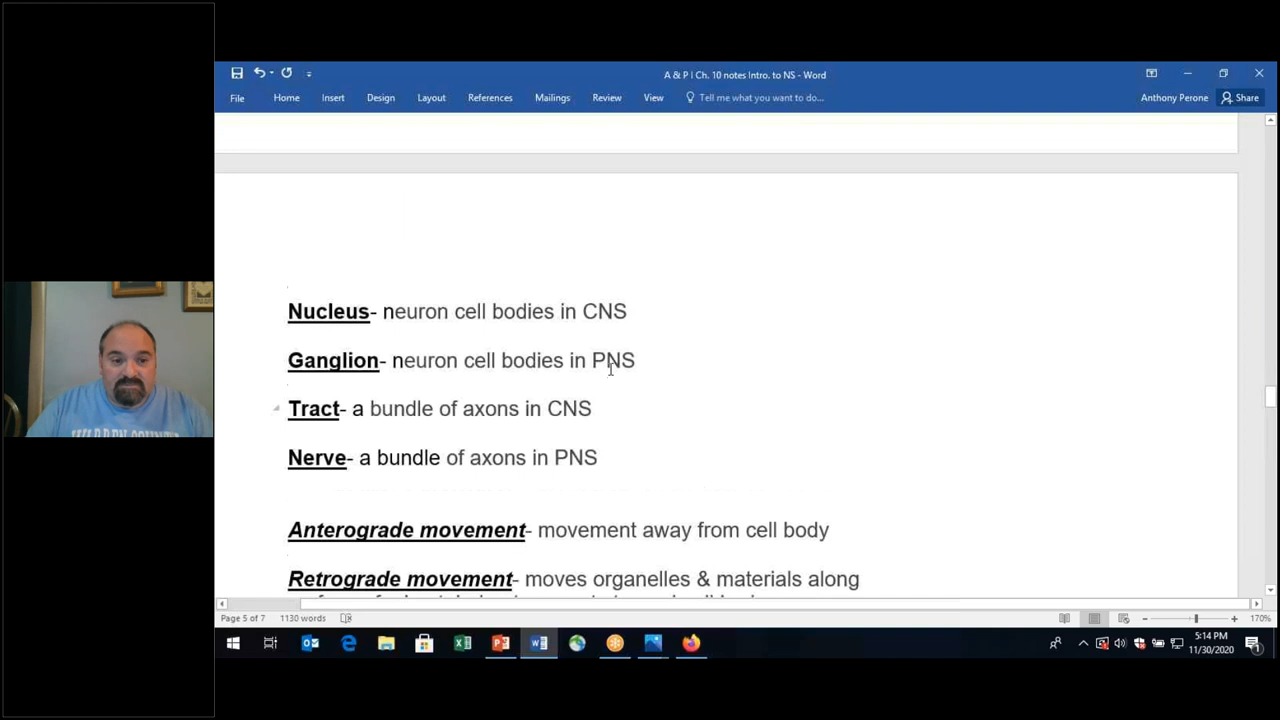 A & P I Ch. 10 notes Intro. to NS - Word
File Home Insert Design Layout References Mailings Review View Tell me what you want to do... Anthony Perone Share
Nucleus- neuron cell bodies in CNS
Ganglion- neuron cell bodies in PNS
Tract- a bundle of axons in CNS
Nerve- a bundle of axons in PNS
Anterograde movement- movement away from cell body
Retrograde movement- moves organelles & materials along
Page 5 of 7 1130 words 170%
5:14 PM
11/30/2020